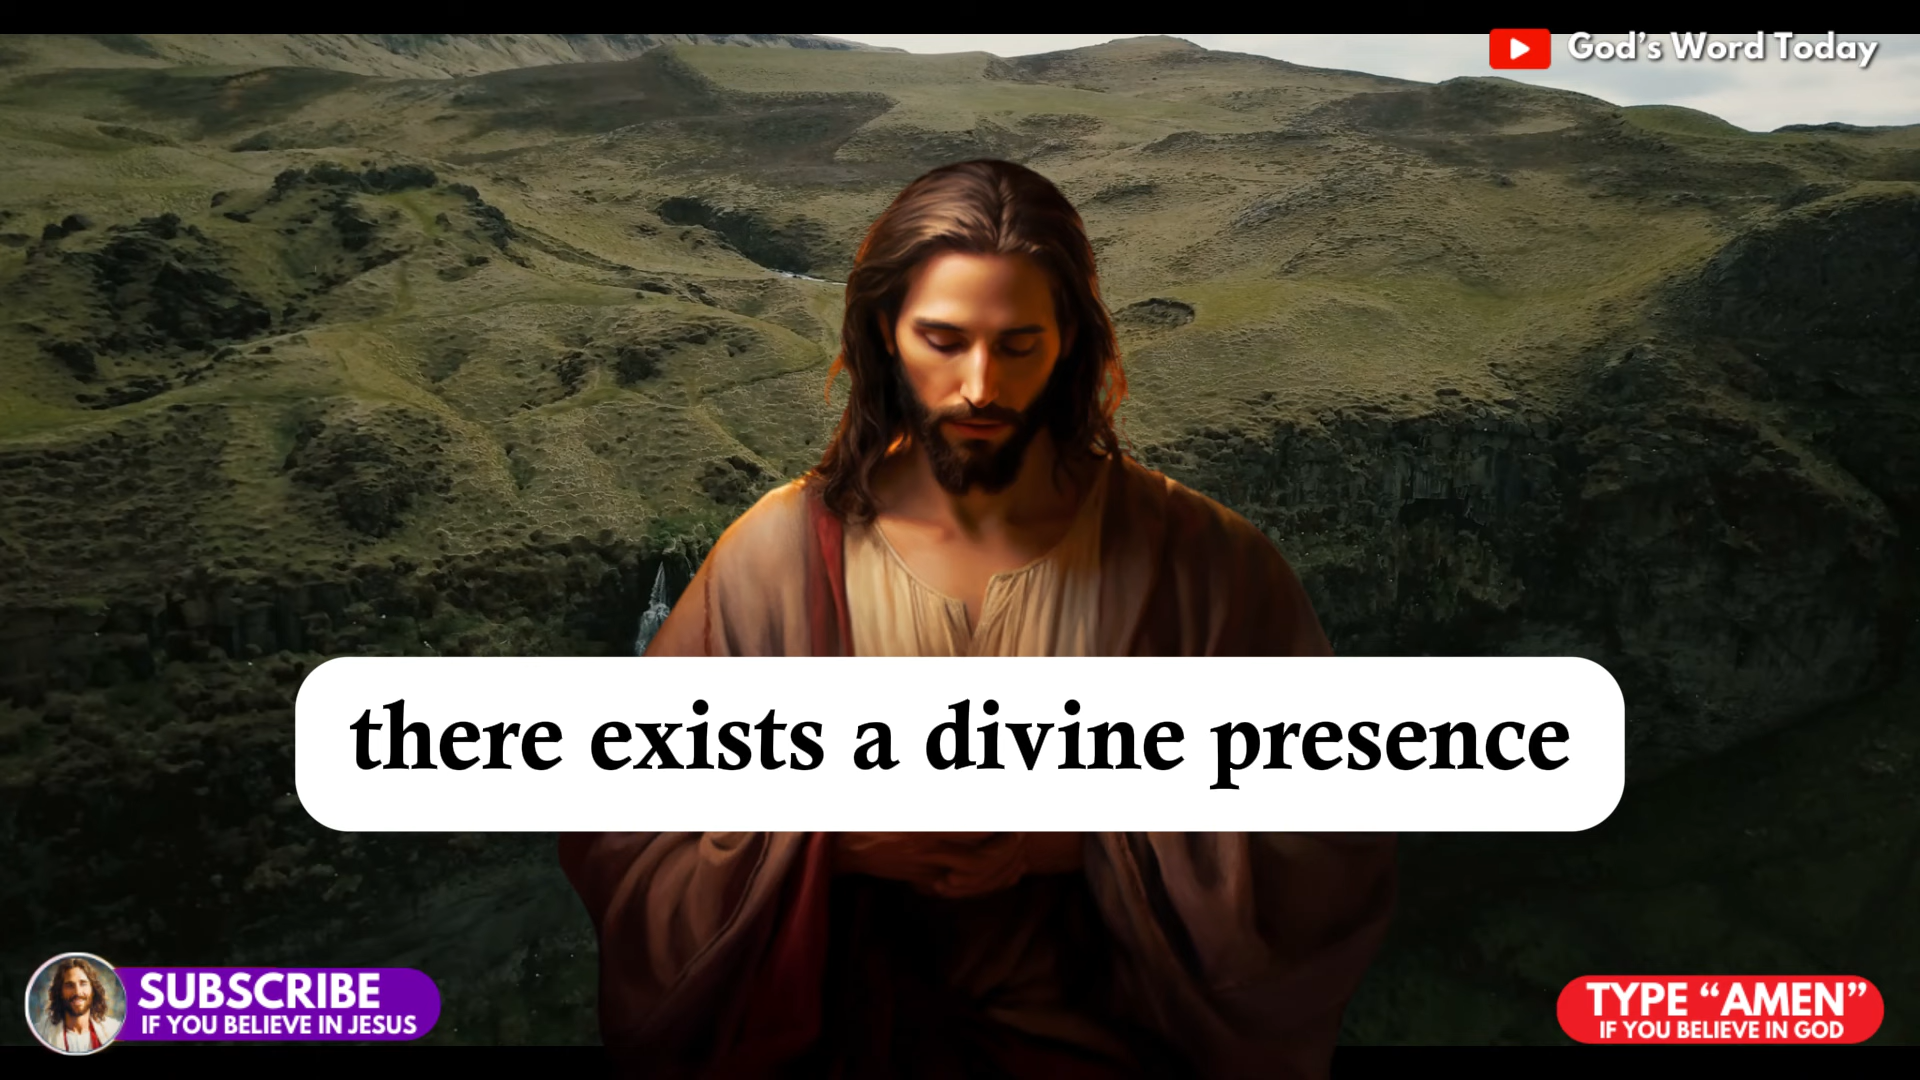 God's Word Today
there exists a divine presence
SUBSCRIBE
IF YOU BELIEVE IN JESUS
TYPE “AMEN”
IF YOU BELIEVE IN GOD